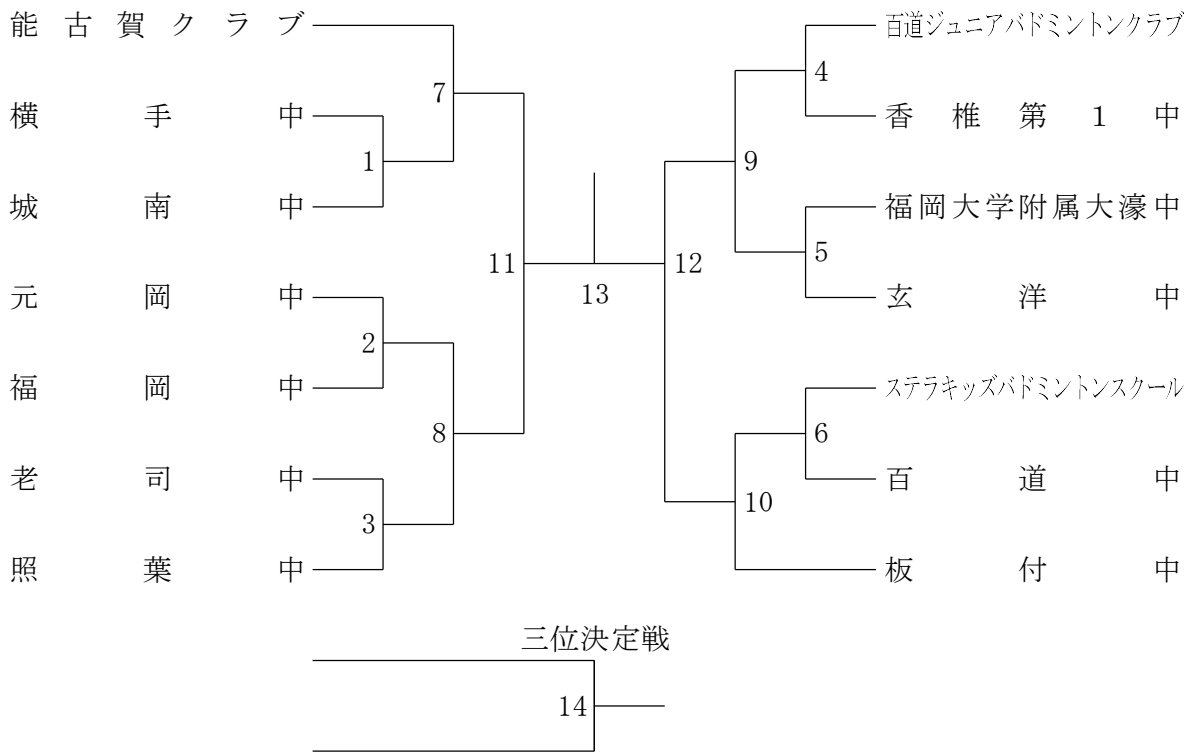 能古賀クラブ
7
横手中
1
城南中
11
元岡中
2
福岡中
8
老司中
3
照葉中
13
百道ジュニアバドミントンクラブ
4
香椎第1中
9
福岡大学附属大濠中
5
玄洋中
12
ステラキッズバドミントンスクール
6
百道中
10
板付中
三位決定戦
14